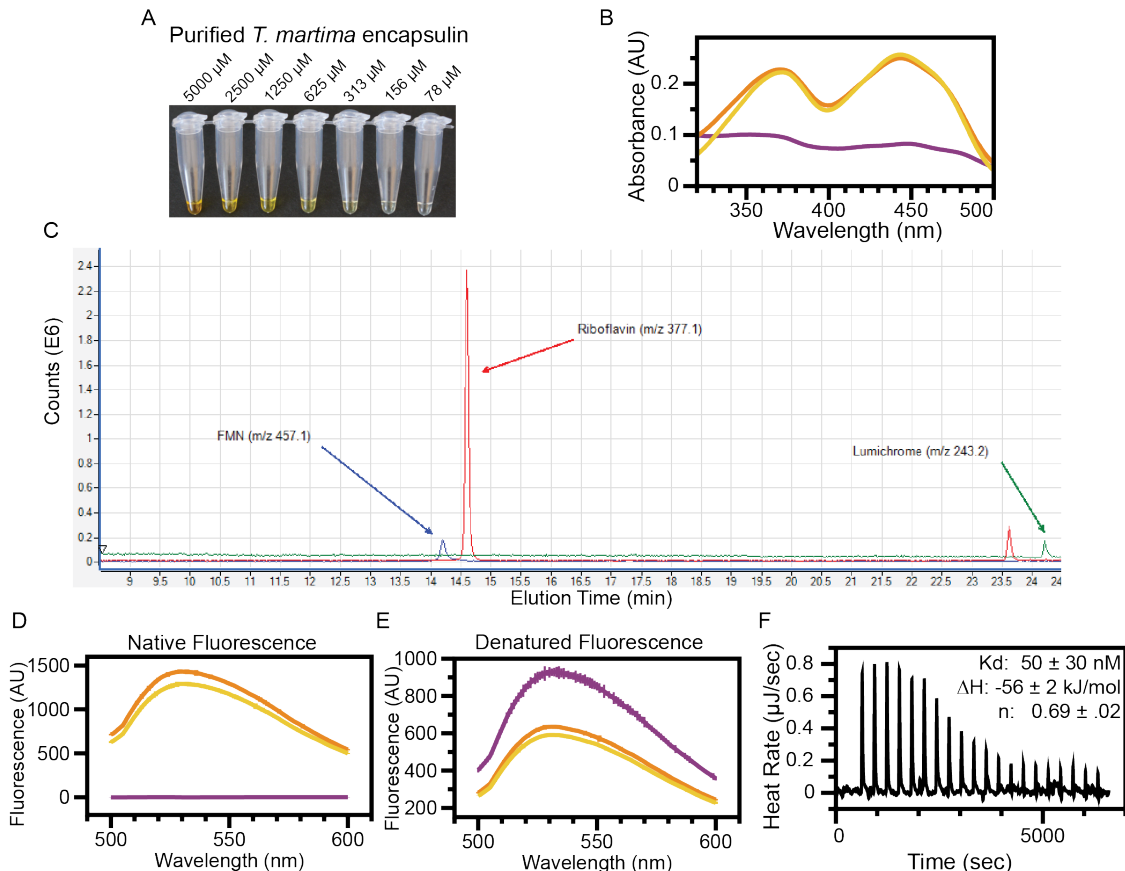 A
Purified T. martima encapsulin
5000 µM 2500 µM 1250 µM 625 µM 313 µM 156 µM 78 µM
B
Absorbance (AU)
0.2
0.1
0
350 400 450 500
Wavelength (nm)
C
Counts (E6)
2.4
2.2
2
1.8
1.6
1.4
1.2
1
0.8
0.6
0.4
0.2
0
Riboflavin (m/z 377.1)
FMN (m/z 457.1)
Lumichrome (m/z 243.2)
9 9.5 10 10.5 11 11.5 12 12.5 13 13.5 14 14.5 15 15.5 16 16.5 17 17.5 18 18.5 19 19.5 20 20.5 21 21.5 22 22.5 23 23.5 24 24
Elution Time (min)
D
Native Fluorescence
Fluorescence (AU)
1500
1000
500
0
500 550 600
Wavelength (nm)
E
Denatured Fluorescence
Fluorescence (AU)
1000
800
600
400
200
500 550 600
Wavelength (nm)
F
Heat Rate (µJ/sec)
0.8
0.6
0.4
0.2
0
Kd: 50 ± 30 nM
ΔH: -56 ± 2 kJ/mol
n: 0.69 ± .02
0 5000
Time (sec)